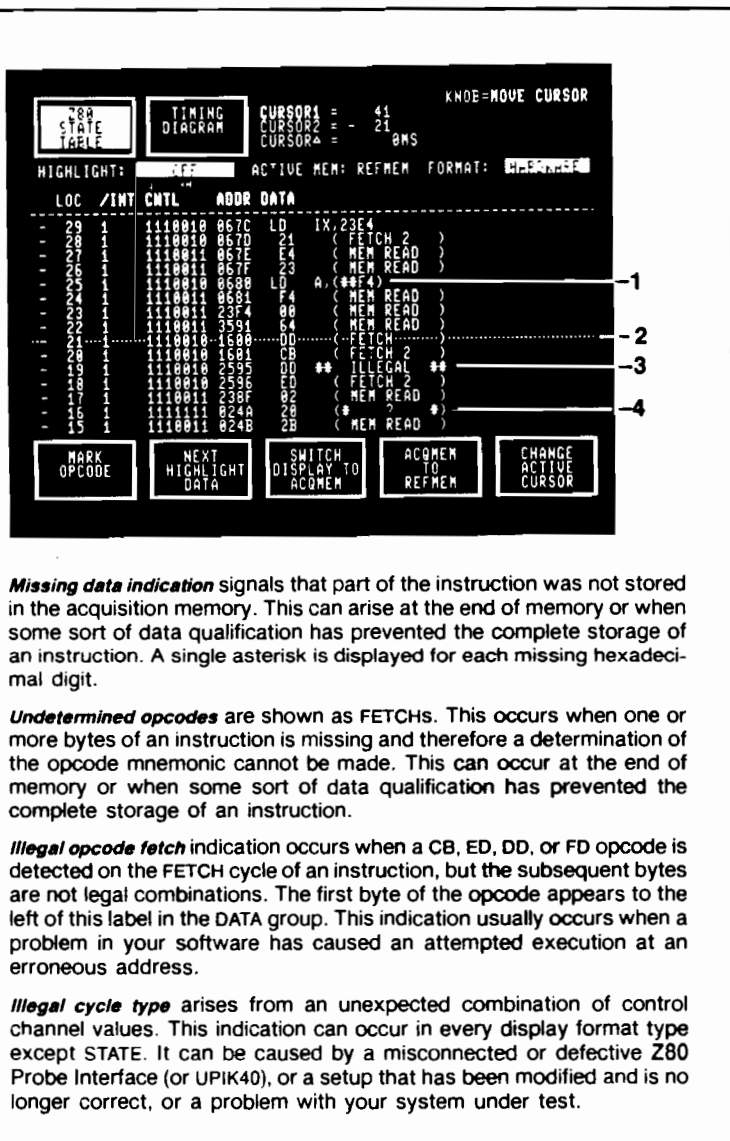 KNOB=MOVE CURSOR
Z80 STATE TABLE
TIMING DIAGRAM
CURSOR1 = 41
CURSOR2 = - 21
CURSOR∆ = 0MS
HIGHLIGHT: OFF ACTIVE MEM: REFMEM FORMAT: HARDWARE
LOC /INT CNTL ADDR DATA
- 29 1 1110010 067C LD IX,23E4
- 28 1 1110010 067D 21 ( FETCH 2 )
- 27 1 1110011 067E E4 ( MEM READ )
- 26 1 1110011 067F 23 ( MEM READ )
- 25 1 1110010 0680 LD A,(**F4) 1
- 24 1 1110011 0681 F4 ( MEM READ )
- 23 1 1110011 23F4 00 ( MEM READ )
- 22 1 1110011 3591 64 ( MEM READ )
- 21 1 1110010 1600 DD ( FETCH ) 2
- 20 1 1110010 1601 CB ( FETCH 2 )
- 19 1 1110010 2595 DD ** ILLEGAL ** 3
- 18 1 1110010 2596 ED ( FETCH 2 )
- 17 1 1110011 238F 02 ( MEM READ )
- 16 1 1111111 024A 20 (* ? *) 4
- 15 1 1110011 024B 2B ( MEM READ )
MARK OPCODE
NEXT HIGHLIGHT DATA
SWITCH DISPLAY TO ACQMEM
ACQMEM TO REFMEM
CHANGE ACTIVE CURSOR
Missing data indication signals that part of the instruction was not stored
in the acquisition memory. This can arise at the end of memory or when
some sort of data qualification has prevented the complete storage of
an instruction. A single asterisk is displayed for each missing hexadeci-
mal digit.
Undetermined opcodes are shown as FETCHs. This occurs when one or
more bytes of an instruction is missing and therefore a determination of
the opcode mnemonic cannot be made. This can occur at the end of
memory or when some sort of data qualification has prevented the
complete storage of an instruction.
Illegal opcode fetch indication occurs when a CB, ED, DD, or FD opcode is
detected on the FETCH cycle of an instruction, but the subsequent bytes
are not legal combinations. The first byte of the opcode appears to the
left of this label in the DATA group. This indication usually occurs when a
problem in your software has caused an attempted execution at an
erroneous address.
Illegal cycle type arises from an unexpected combination of control
channel values. This indication can occur in every display format type
except STATE. It can be caused by a misconnected or defective Z80
Probe Interface (or UPIK40), or a setup that has been modified and is no
longer correct, or a problem with your system under test.